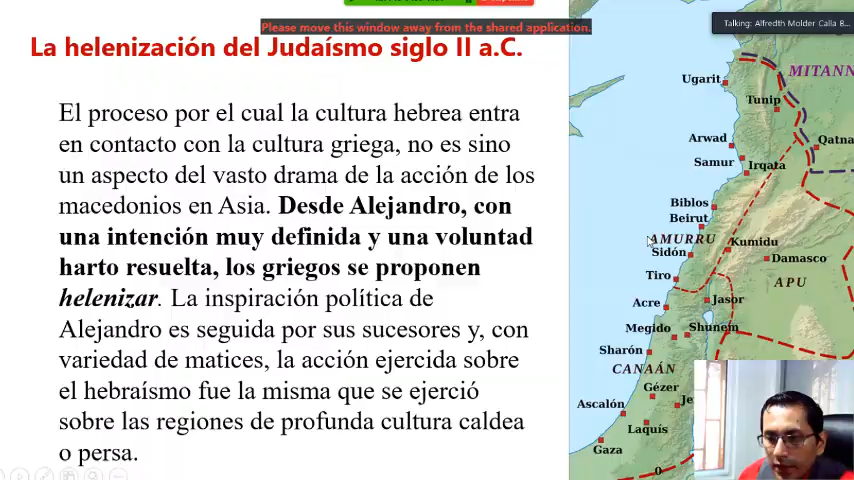 Please move this window away from the shared application.
Talking: Alfredth Molder Calla B...
La helenización del Judaísmo siglo II a.C.
El proceso por el cual la cultura hebrea entra
en contacto con la cultura griega, no es sino
un aspecto del vasto drama de la acción de los
macedonios en Asia. Desde Alejandro, con
una intención muy definida y una voluntad
harto resuelta, los griegos se proponen
helenizar. La inspiración política de
Alejandro es seguida por sus sucesores y, con
variedad de matices, la acción ejercida sobre
el hebraísmo fue la misma que se ejerció
sobre las regiones de profunda cultura caldea
o persa.
MITANN
Ugarit
Tunip
Arwad
Qatna
Samur
Irqata
Biblos
Beirut
AMURRU
Kumidu
Sidón
Damasco
Tiro
APU
Acre
Jasor
Megido
Shunem
Sharón
CANAÁN
Gézer
Ascalón
Je
Laquís
Gaza
0